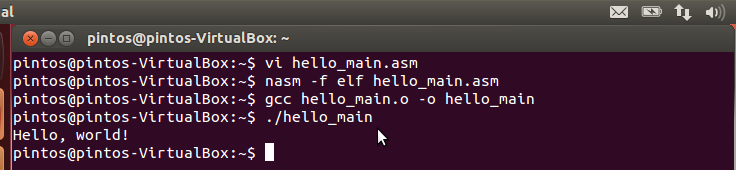 al
pintos@pintos-VirtualBox: ~
pintos@pintos-VirtualBox:~$ vi hello_main.asm
pintos@pintos-VirtualBox:~$ nasm -f elf hello_main.asm
pintos@pintos-VirtualBox:~$ gcc hello_main.o -o hello_main
pintos@pintos-VirtualBox:~$ ./hello_main
Hello, world!
pintos@pintos-VirtualBox:~$